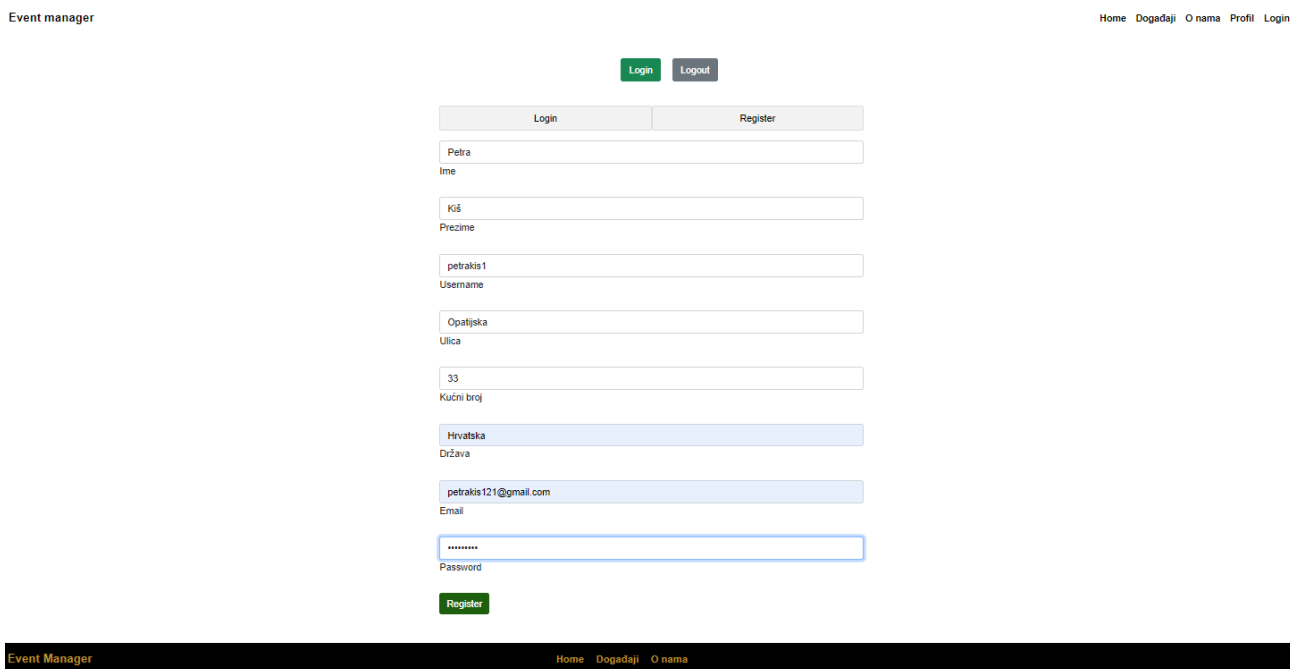 Event manager Home Događaji O nama Profil Login
Login Logout
Login Register
Petra
Ime
Kiš
Prezime
petrakis1
Username
Opatijska
Ulica
33
Kućni broj
Hrvatska
Država
petrakis121@gmail.com
Email
•••••••••
Password
Register
Event Manager Home Događaji O nama